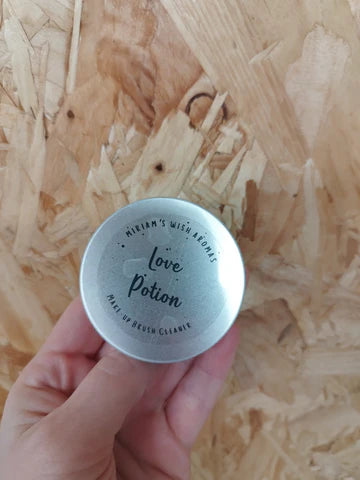 Miriam's Wish Aromas
Love
Potion
Make-up Brush Cleaner